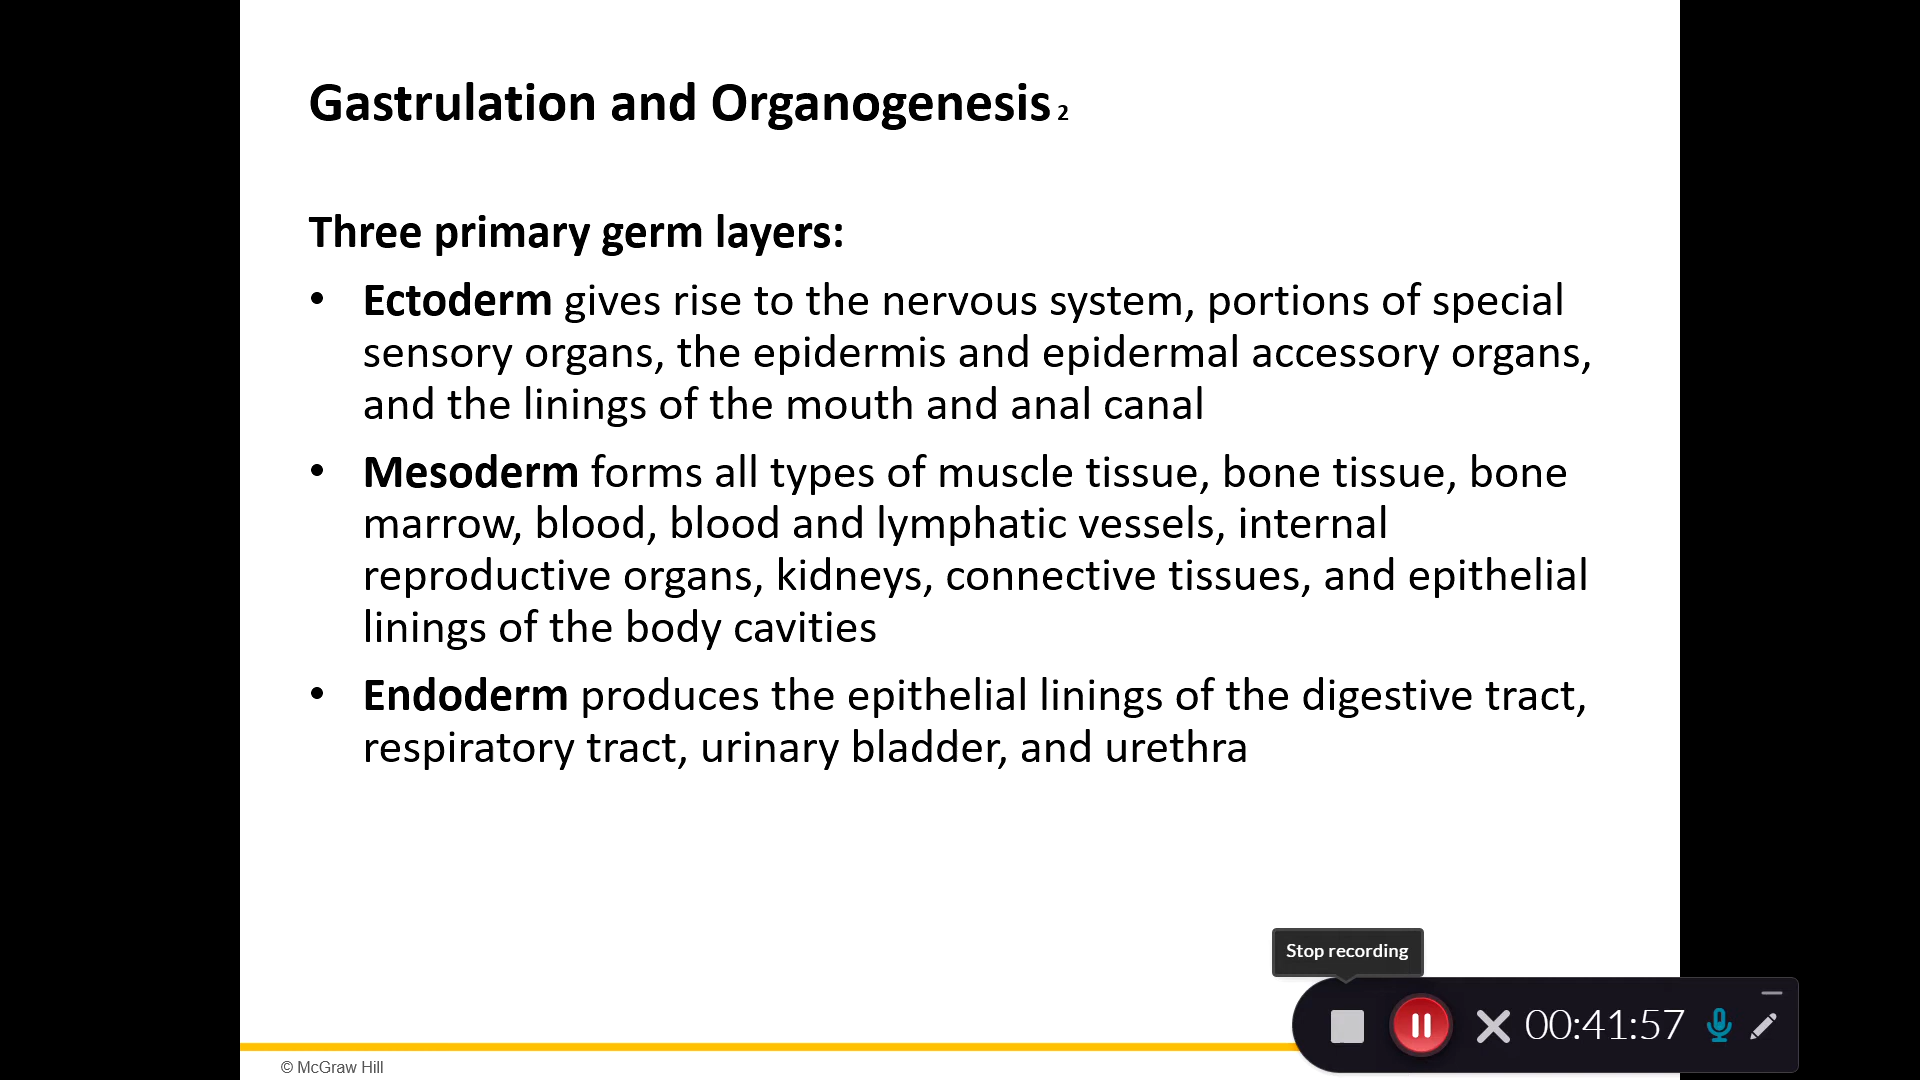 Gastrulation and Organogenesis 2
Three primary germ layers:
• Ectoderm gives rise to the nervous system, portions of special
sensory organs, the epidermis and epidermal accessory organs,
and the linings of the mouth and anal canal
• Mesoderm forms all types of muscle tissue, bone tissue, bone
marrow, blood, blood and lymphatic vessels, internal
reproductive organs, kidneys, connective tissues, and epithelial
linings of the body cavities
• Endoderm produces the epithelial linings of the digestive tract,
respiratory tract, urinary bladder, and urethra
Stop recording
00:41:57
© McGraw Hill